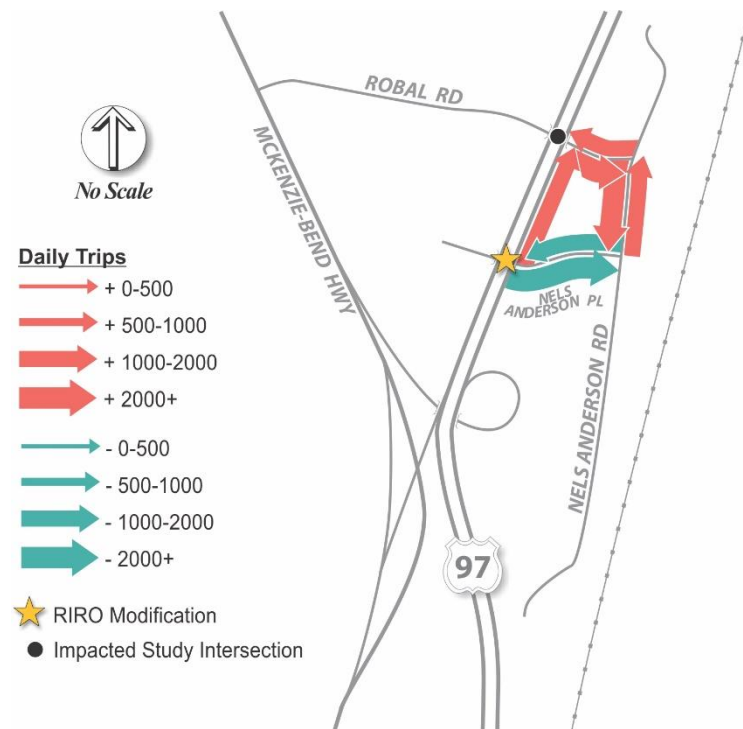 ROBAL RD
MCKENZIE-BEND HWY
No Scale
Daily Trips
+ 0-500
+ 500-1000
+ 1000-2000
+ 2000+
- 0-500
- 500-1000
- 1000-2000
- 2000+
RIRO Modification
Impacted Study Intersection
NELS
ANDERSON PL
NELS ANDERSON RD
97